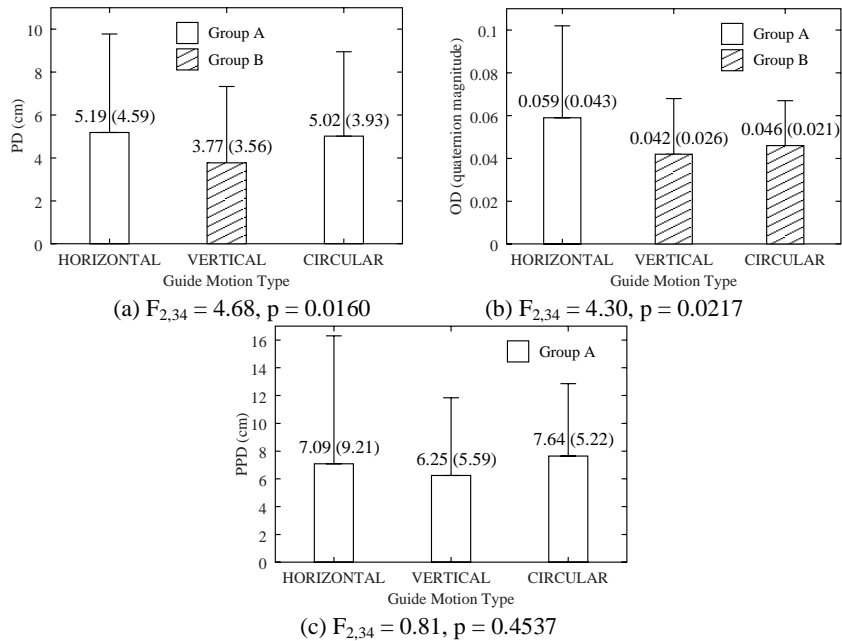 10
8
6
4
2
0
PD (cm)
Group A
Group B
5.19 (4.59)
3.77 (3.56)
5.02 (3.93)
HORIZONTAL VERTICAL CIRCULAR
Guide Motion Type
(a) F2,34 = 4.68, p = 0.0160
0.1
0.08
0.06
0.04
0.02
0
OD (quaternion magnitude)
Group A
Group B
0.059 (0.043)
0.042 (0.026)
0.046 (0.021)
HORIZONTAL VERTICAL CIRCULAR
Guide Motion Type
(b) F2,34 = 4.30, p = 0.0217
16
14
12
10
8
6
4
2
0
PPD (cm)
Group A
7.09 (9.21)
6.25 (5.59)
7.64 (5.22)
HORIZONTAL VERTICAL CIRCULAR
Guide Motion Type
(c) F2,34 = 0.81, p = 0.4537